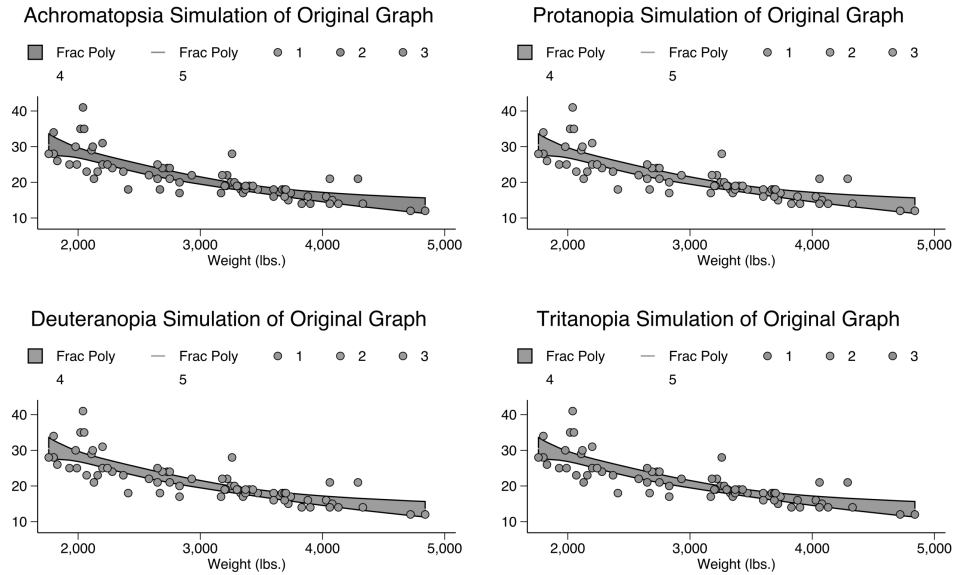 Achromatopsia Simulation of Original Graph
Frac Poly Frac Poly 1 2 3
4 5
40
30
20
10
2,000 3,000 4,000 5,000
Weight (lbs.)
Protanopia Simulation of Original Graph
Frac Poly Frac Poly 1 2 3
4 5
40
30
20
10
2,000 3,000 4,000 5,000
Weight (lbs.)
Deuteranopia Simulation of Original Graph
Frac Poly Frac Poly 1 2 3
4 5
40
30
20
10
2,000 3,000 4,000 5,000
Weight (lbs.)
Tritanopia Simulation of Original Graph
Frac Poly Frac Poly 1 2 3
4 5
40
30
20
10
2,000 3,000 4,000 5,000
Weight (lbs.)